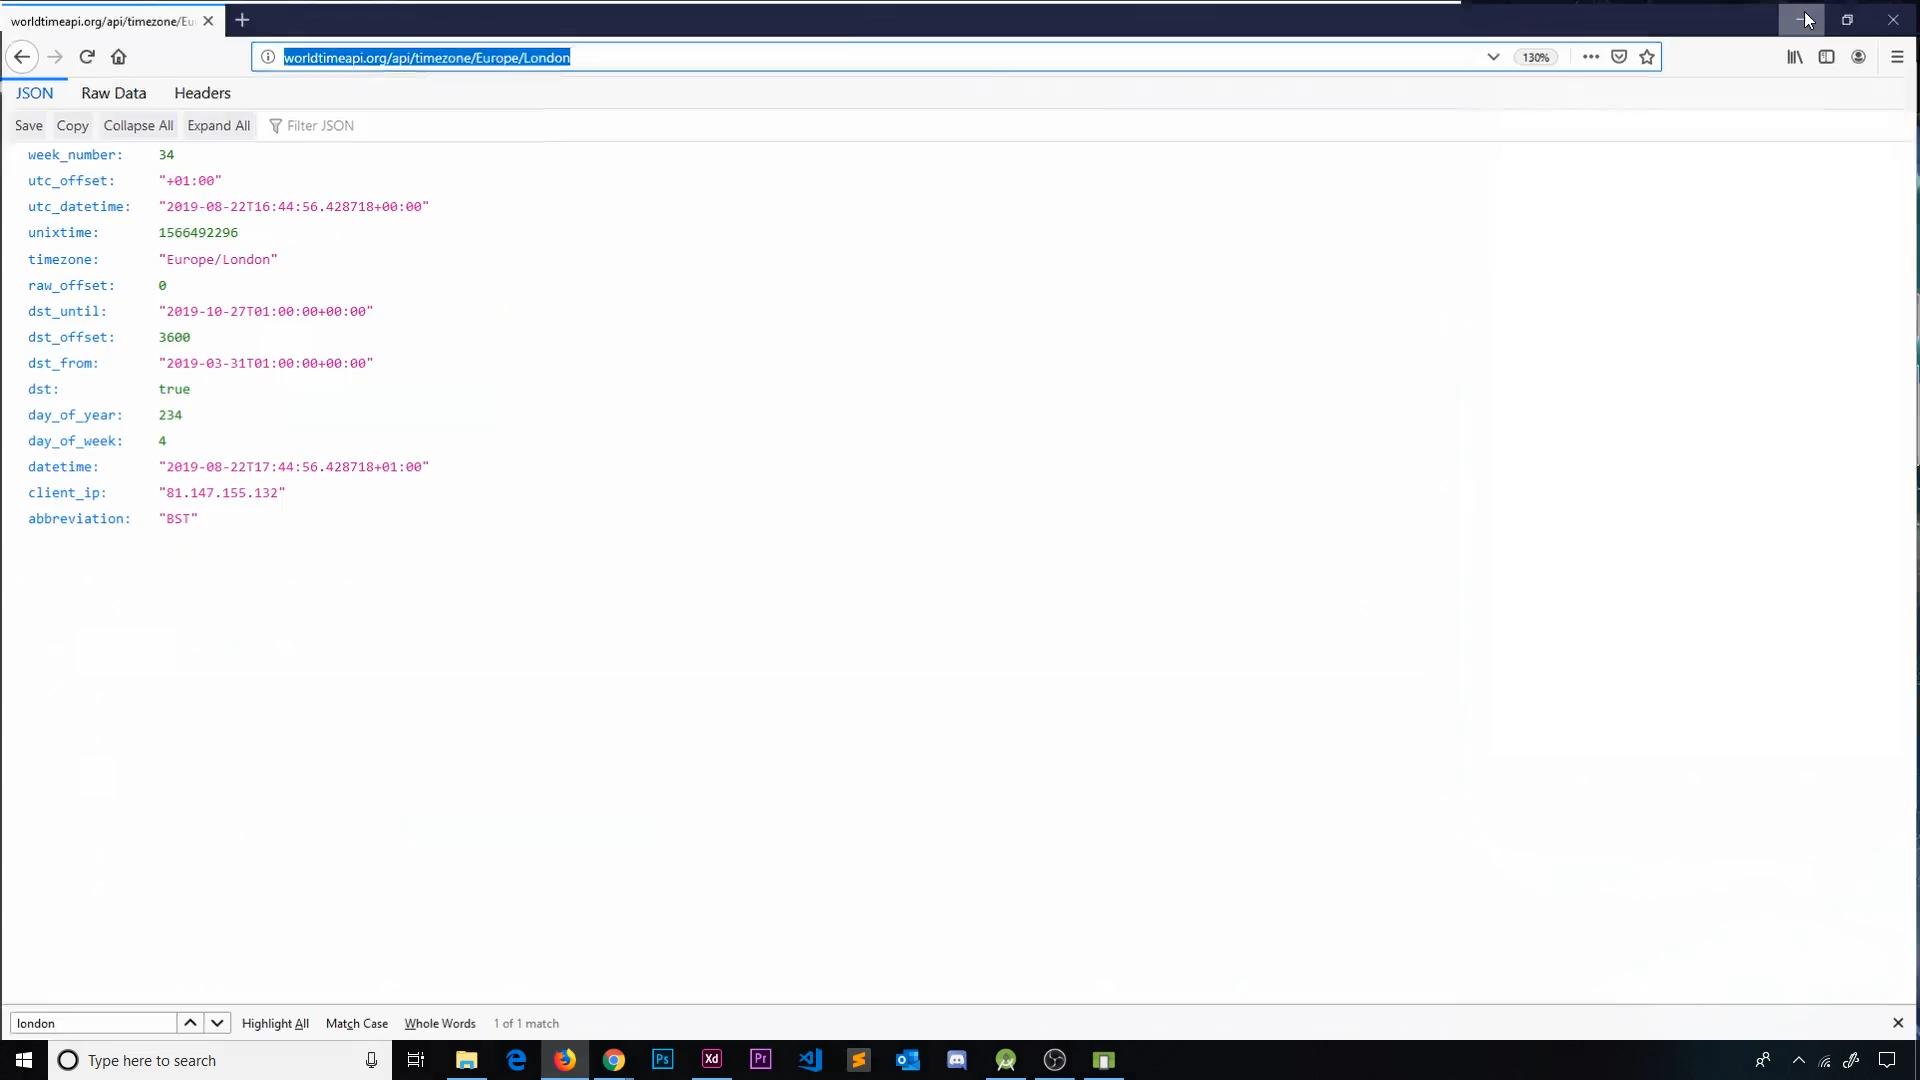 worldtimeapi.org/api/timezone/Eu
worldtimeapi.org/api/timezone/Europe/London
130%
JSON Raw Data Headers
Save Copy Collapse All Expand All Filter JSON
week_number: 34
utc_offset: "+01:00"
utc_datetime: "2019-08-22T16:44:56.428718+00:00"
unixtime: 1566492296
timezone: "Europe/London"
raw_offset: 0
dst_until: "2019-10-27T01:00:00+00:00"
dst_offset: 3600
dst_from: "2019-03-31T01:00:00+00:00"
dst: true
day_of_year: 234
day_of_week: 4
datetime: "2019-08-22T17:44:56.428718+01:00"
client_ip: "81.147.155.132"
abbreviation: "BST"
london Highlight All Match Case Whole Words 1 of 1 match
Type here to search Ps Xd Pr